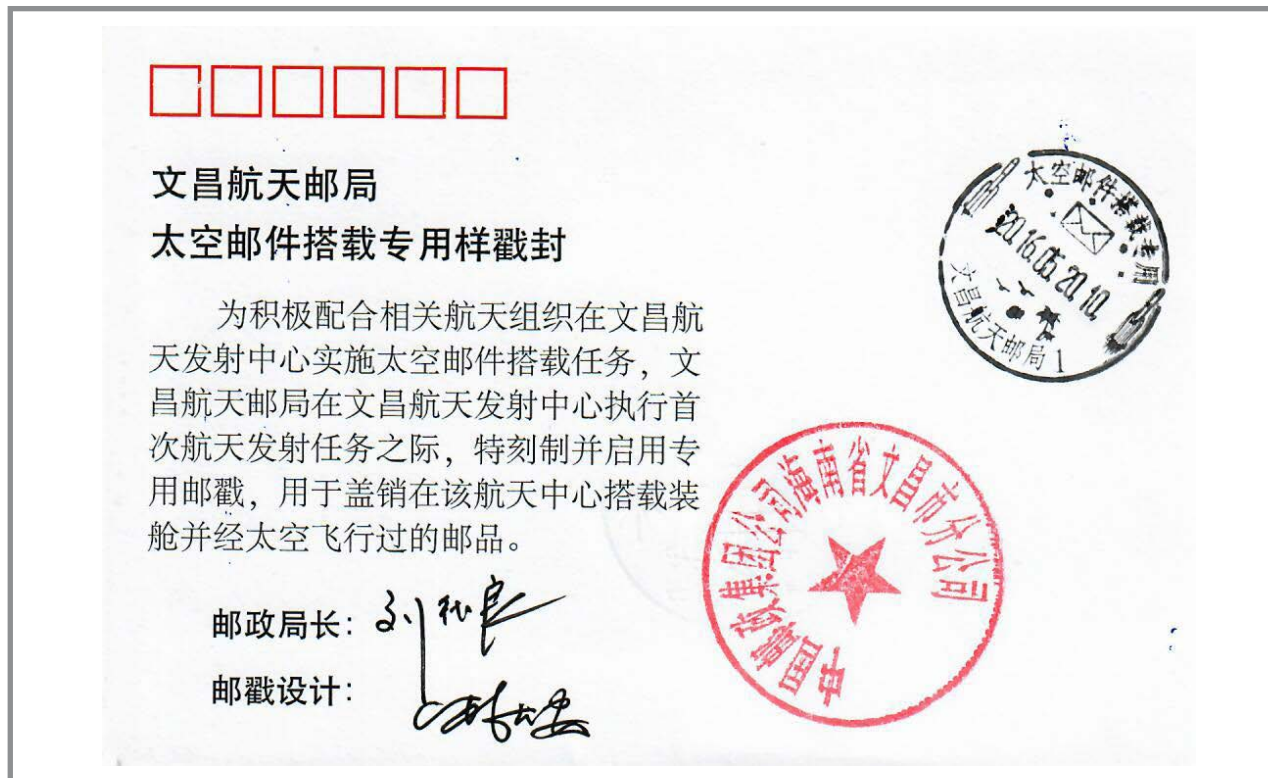 文昌航天邮局
太空邮件搭载专用样戳封
为积极配合相关航天组织在文昌航
天发射中心实施太空邮件搭载任务，文
昌航天邮局在文昌航天发射中心执行首
次航天发射任务之际，特刻制并启用专
用邮戳，用于盖销在该航天中心搭载装
舱并经太空飞行过的邮品。
邮政局长：
邮戳设计：
太空邮件搭载专用
2016.05.20.10
文昌航天邮局1
中国邮政集团公司海南省文昌市分公司